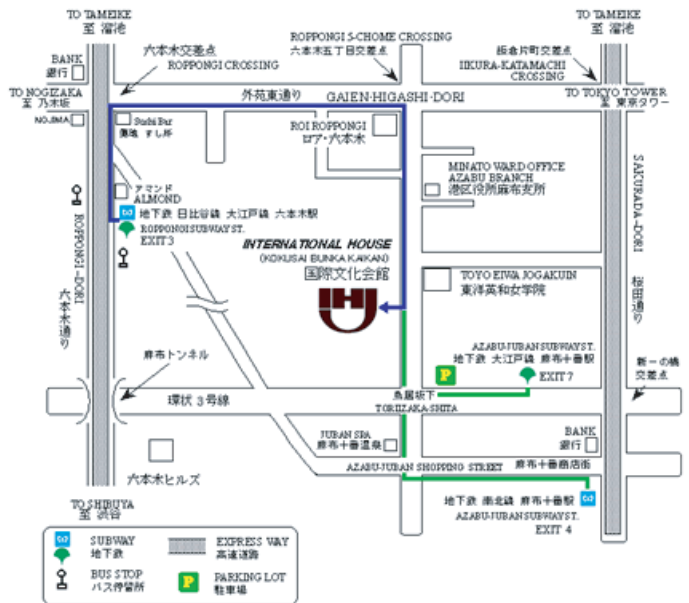 TO TAMEIKE
至 溜池
六本木交差点
ROPPONGI CROSSING
ROPPONGI 5-CHOME CROSSING
六本木五丁目交差点
TO TAMEIKE
至 溜池
飯倉片町交差点
IIKURA-KATAMACHI
CROSSING
BANK
銀行
TO NOGIZAKA
至 乃木坂
NOJIMA
外苑東通り
GAIEN-HIGASHI-DORI
TO TOKYO TOWER
至 東京タワー
Sushi Bar
すし所
ROI ROPPONGI
ロア・六本木
アマンド
ALMOND
MINATO WARD OFFICE
AZABU BRANCH
港区役所麻布支所
地下鉄 日比谷線 大江戸線 六本木駅
ROPPONGI SUBWAY ST.
EXIT 3
ROPPONGI-DORI
六本木通り
SAKURADA-DORI
桜田通り
INTERNATIONAL HOUSE
(KOKUSAI BUNKA KAIKAN)
国際文化会館
IHJ
TOYO EIWA JOGAKUIN
東洋英和女学院
AZABU-JUBAN SUBWAY ST.
地下鉄 大江戸線 麻布十番駅
P
EXIT 7
新一の橋
交差点
麻布トンネル
環状 3号線
鳥居坂下
TORIIZAKA-SHITA
JUBAN SPA
麻布十番温泉
BANK
銀行
AZABU-JUBAN SHOPPING STREET
麻布十番商店街
六本木ヒルズ
TO SHIBUYA
至 渋谷
地下鉄 南北線 麻布十番駅
AZABU-JUBAN SUBWAY ST.
EXIT 4
SUBWAY
地下鉄
EXPRESS WAY
高速道路
BUS STOP
バス停留所
P
PARKING LOT
駐車場